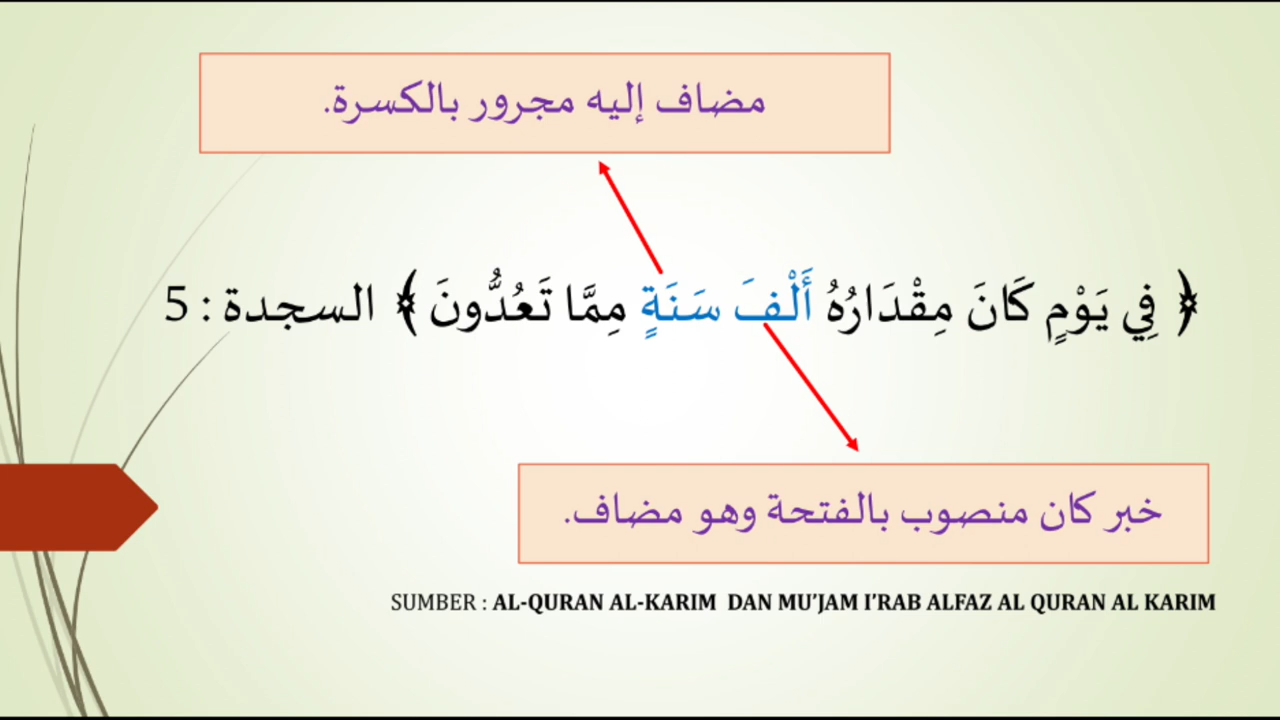 مضاف إليه مجرور بالكسرة.
﴿ فِي يَوْمٍ كَانَ مِقْدَارُهُ أَلْفَ سَنَةٍ مِمَّا تَعُدُّونَ ﴾ السجدة : 5
خبر كان منصوب بالفتحة وهو مضاف.
SUMBER : AL-QURAN AL-KARIM DAN MU’JAM I’RAB ALFAZ AL QURAN AL KARIM